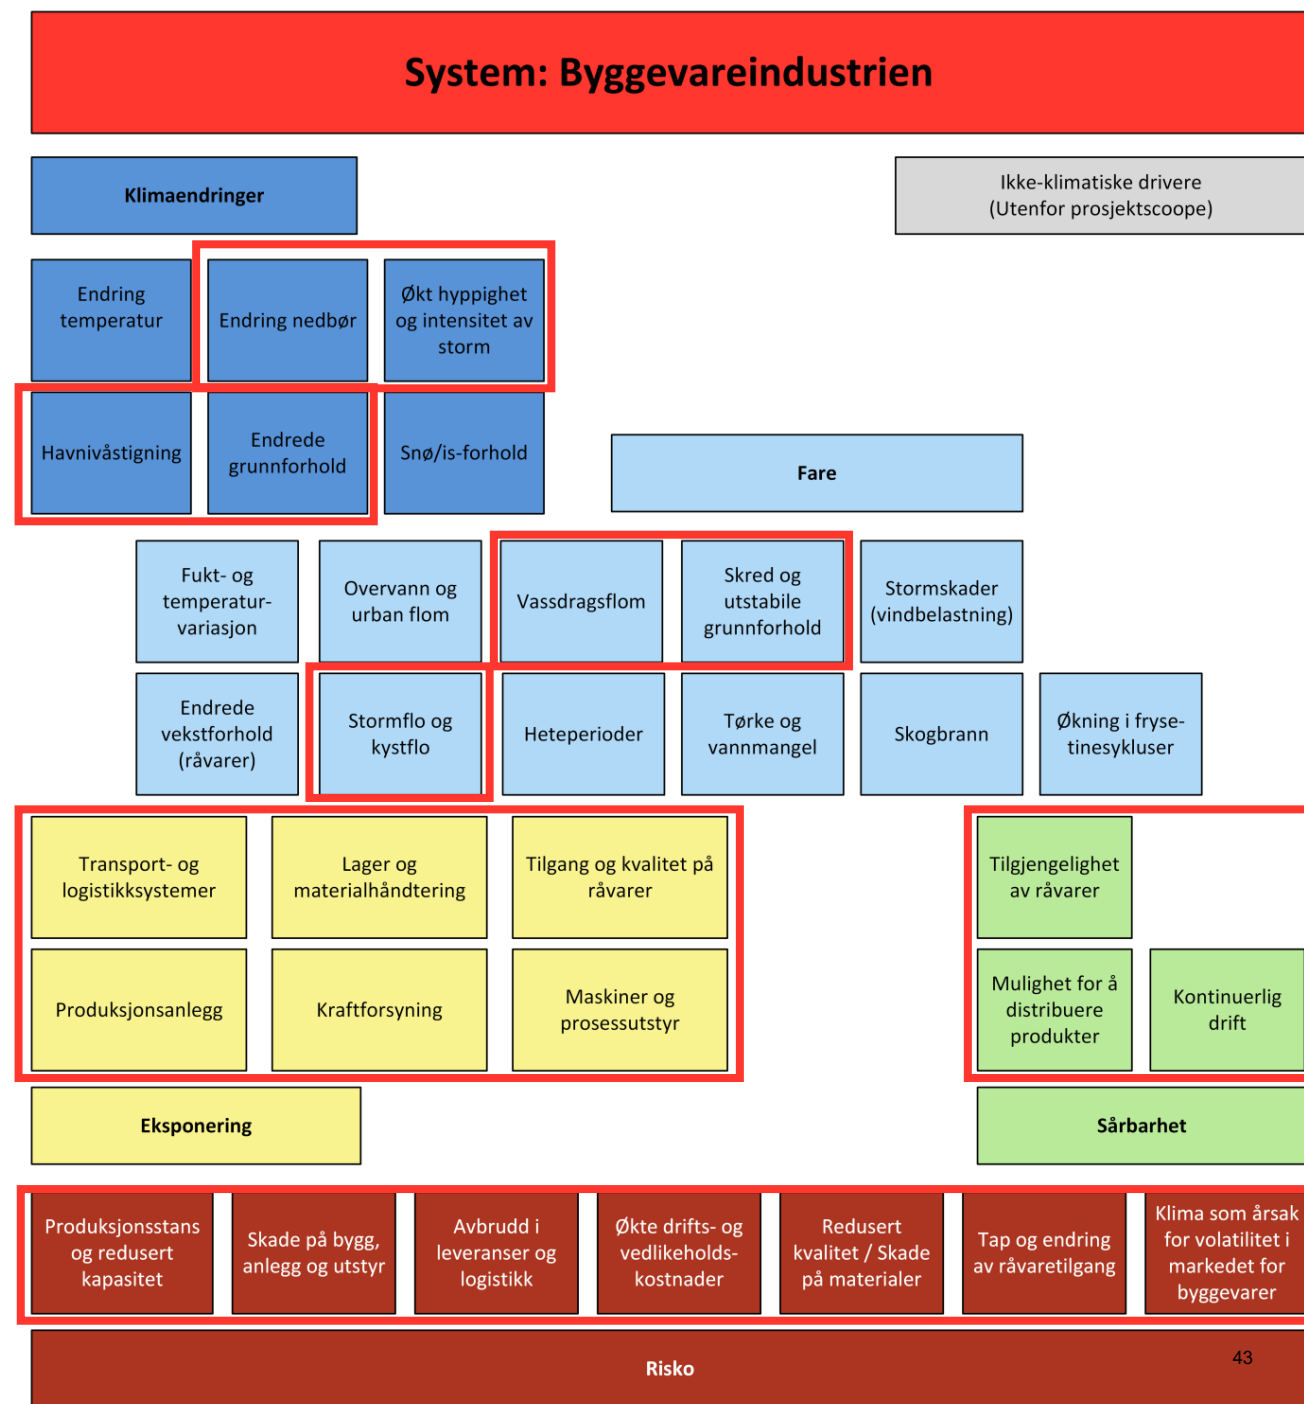 System: Byggevareindustrien
Klimaendringer
Ikke-klimatiske drivere
(Utenfor prosjektscoope)
Endring
temperatur
Endring nedbør
Økt hyppighet
og intensitet av
storm
Havnivåstigning
Endrede
grunnforhold
Snø/is-forhold
Fare
Fukt- og
temperatur-
variasjon
Overvann og
urban flom
Vassdragsflom
Skred og
utstabile
grunnforhold
Stormskader
(vindbelastning)
Endrede
vekstforhold
(råvarer)
Stormflo og
kystflo
Heteperioder
Tørke og
vannmangel
Skogbrann
Økning i fryse-
tinesykluser
Transport- og
logistikksystemer
Lager og
materialhåndtering
Tilgang og kvalitet på
råvarer
Tilgjengelighet
av råvarer
Produksjonsanlegg
Kraftforsyning
Maskiner og
prosessutstyr
Mulighet for å
distribuere
produkter
Kontinuerlig
drift
Eksponering
Sårbarhet
Produksjonsstans
og redusert
kapasitet
Skade på bygg,
anlegg og utstyr
Avbrudd i
leveranser og
logistikk
Økte drifts- og
vedlikeholds-
kostnader
Redusert
kvalitet / Skade
på materialer
Tap og endring
av råvaretilgang
Klima som årsak
for volatilitet i
markedet for
byggevarer
Risko
43